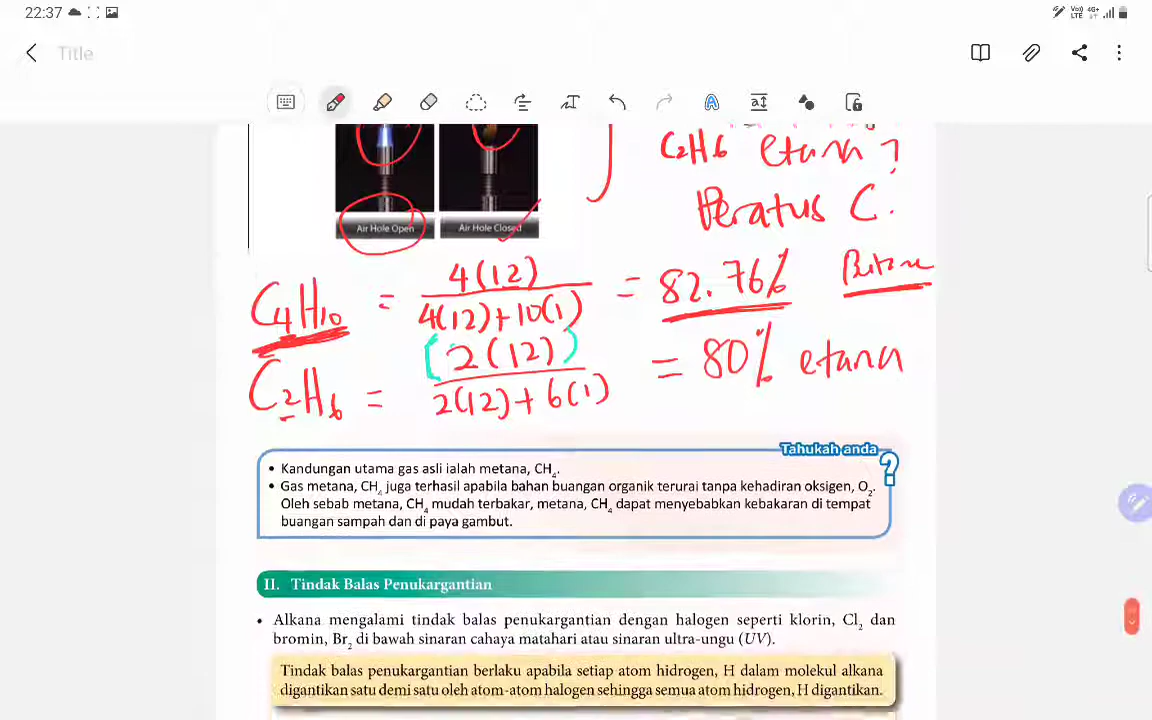 22:37
VoD LTE 4G+
Title
C2H6 etana ?
Peratus C.
Air Hole Open
Air Hole Closed
C4H10 = 4(12) / 4(12)+10(1) = 82.76% Butane
C2H6 = 2(12) / 2(12)+6(1) = 80% etana
Tahukah anda
?
• Kandungan utama gas asli ialah metana, CH4.
• Gas metana, CH4 juga terhasil apabila bahan buangan organik terurai tanpa kehadiran oksigen, O2.
Oleh sebab metana, CH4 mudah terbakar, metana, CH4 dapat menyebabkan kebakaran di tempat
buangan sampah dan di paya gambut.
II. Tindak Balas Penukargantian
• Alkana mengalami tindak balas penukargantian dengan halogen seperti klorin, Cl2 dan
bromin, Br2 di bawah sinaran cahaya matahari atau sinaran ultra-ungu (UV).
Tindak balas penukargantian berlaku apabila setiap atom hidrogen, H dalam molekul alkana
digantikan satu demi satu oleh atom-atom halogen sehingga semua atom hidrogen, H digantikan.